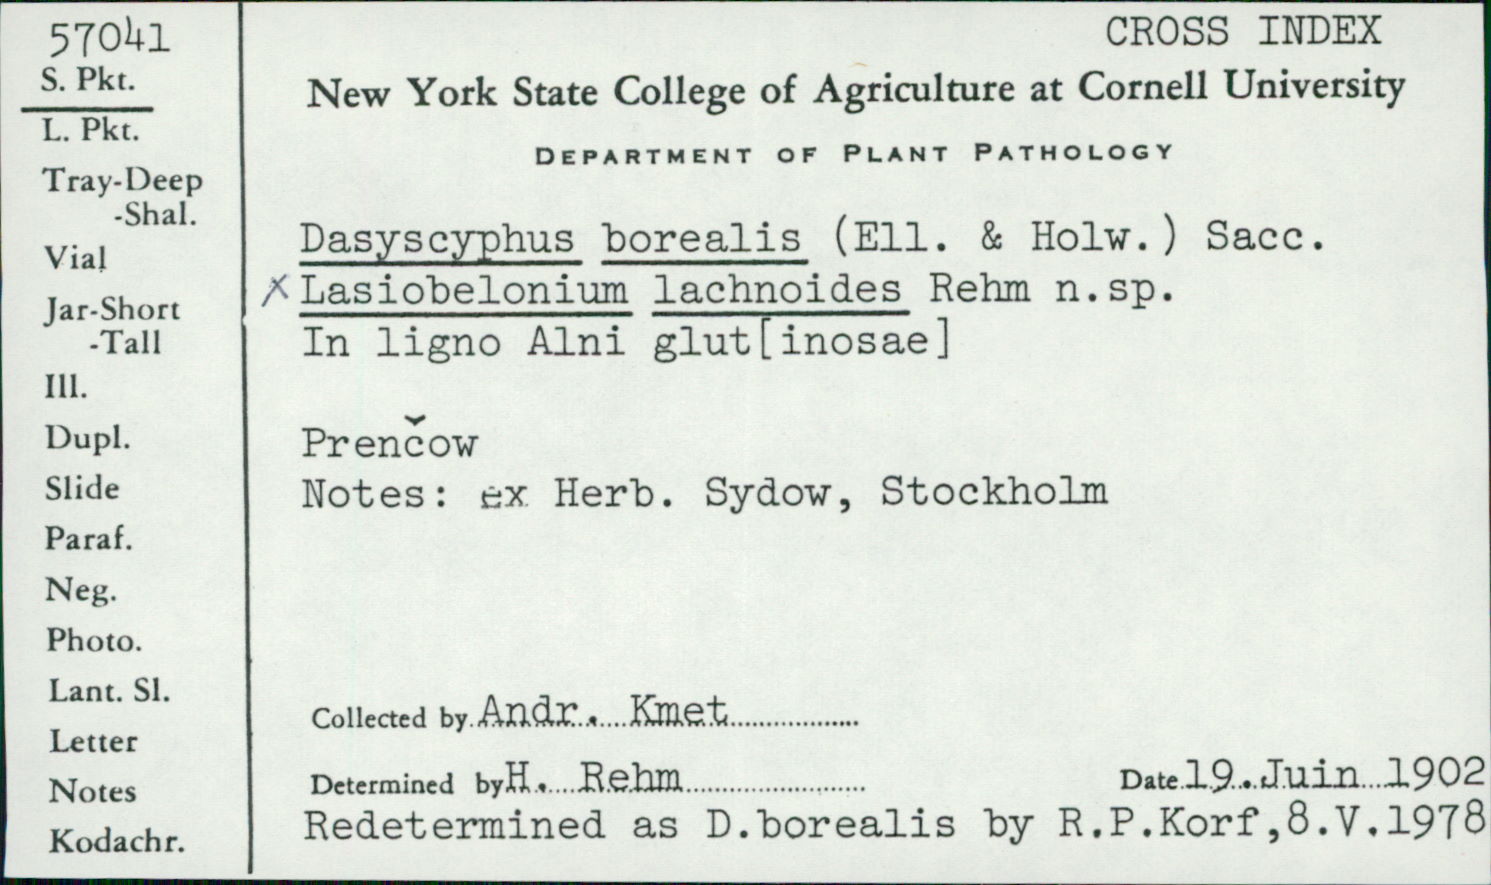 57041
S. Pkt.
L. Pkt.
Tray-Deep
-Shal.
Vial
Jar-Short
-Tall
Ill.
Dupl.
Slide
Paraf.
Neg.
Photo.
Lant. Sl.
Letter
Notes
Kodachr.
CROSS INDEX
New York State College of Agriculture at Cornell University
DEPARTMENT OF PLANT PATHOLOGY
Dasyscyphus borealis (Ell. & Holw.) Sacc.
X Lasiobelonium lachnoides Rehm n.sp.
In ligno Alni glut[inosae]
Prenčow
Notes: ex Herb. Sydow, Stockholm
Collected by Andr. Kmet
Determined by H. Rehm Date 19. Juin 1902
Redetermined as D.borealis by R.P.Korf,8.V.1978